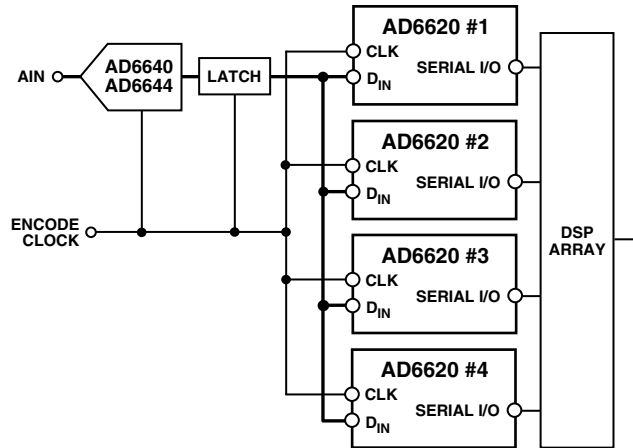 AIN
AD6640
AD6644
LATCH
ENCODE
CLOCK
AD6620 #1
CLK
SERIAL I/O
DIN
AD6620 #2
CLK
SERIAL I/O
DIN
AD6620 #3
CLK
SERIAL I/O
DIN
AD6620 #4
CLK
SERIAL I/O
DIN
DSP
ARRAY